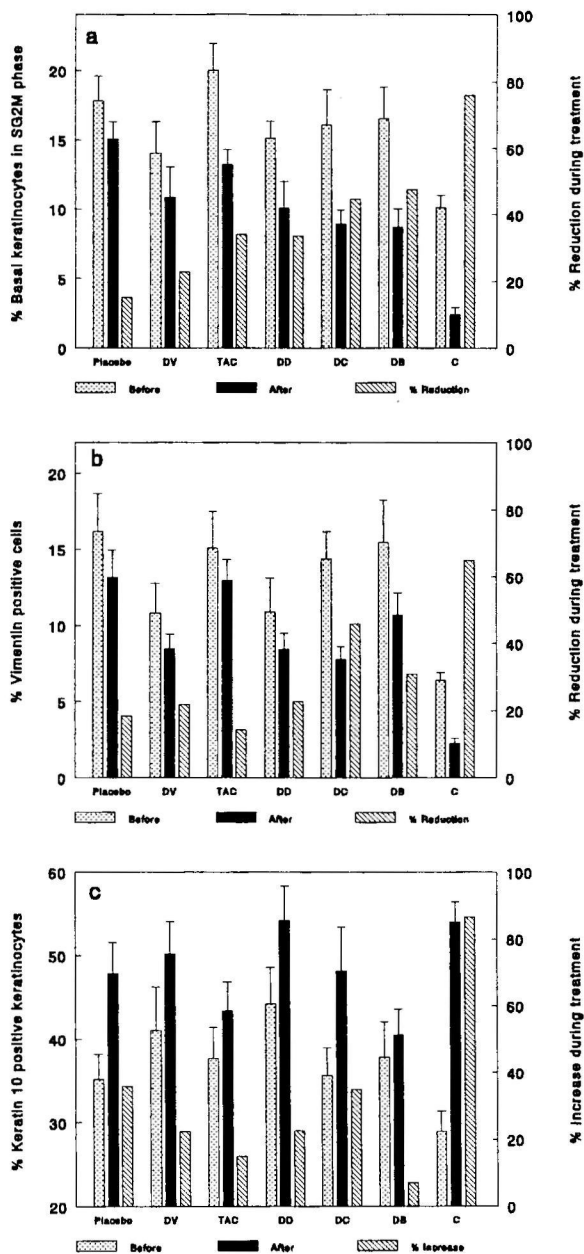 a
% Basal keratinocytes in SG2M phase
20
15
10
5
0
100
80
60
40
20
0
% Reduction during treatment
Placebo DV TAC DD DC DB C
Before After % Reduction
b
% Vimentin positive cells
20
15
10
5
0
100
80
60
40
20
0
% Reduction during treatment
Placebo DV TAC DD DC DB C
Before After % Reduction
c
% Keratin 10 positive keratinocytes
60
50
40
30
20
100
80
60
40
20
0
% Increase during treatment
Placebo DV TAC DD DC DB C
Before After % Increase